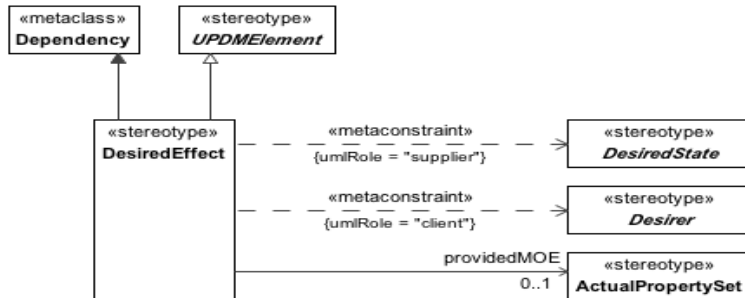 «metaclass»
Dependency
«stereotype»
UPDMElement
«stereotype»
DesiredEffect
«metaconstraint»
{umlRole = "supplier"}
«stereotype»
DesiredState
«metaconstraint»
{umlRole = "client"}
«stereotype»
Desirer
providedMOE
0..1
«stereotype»
ActualPropertySet